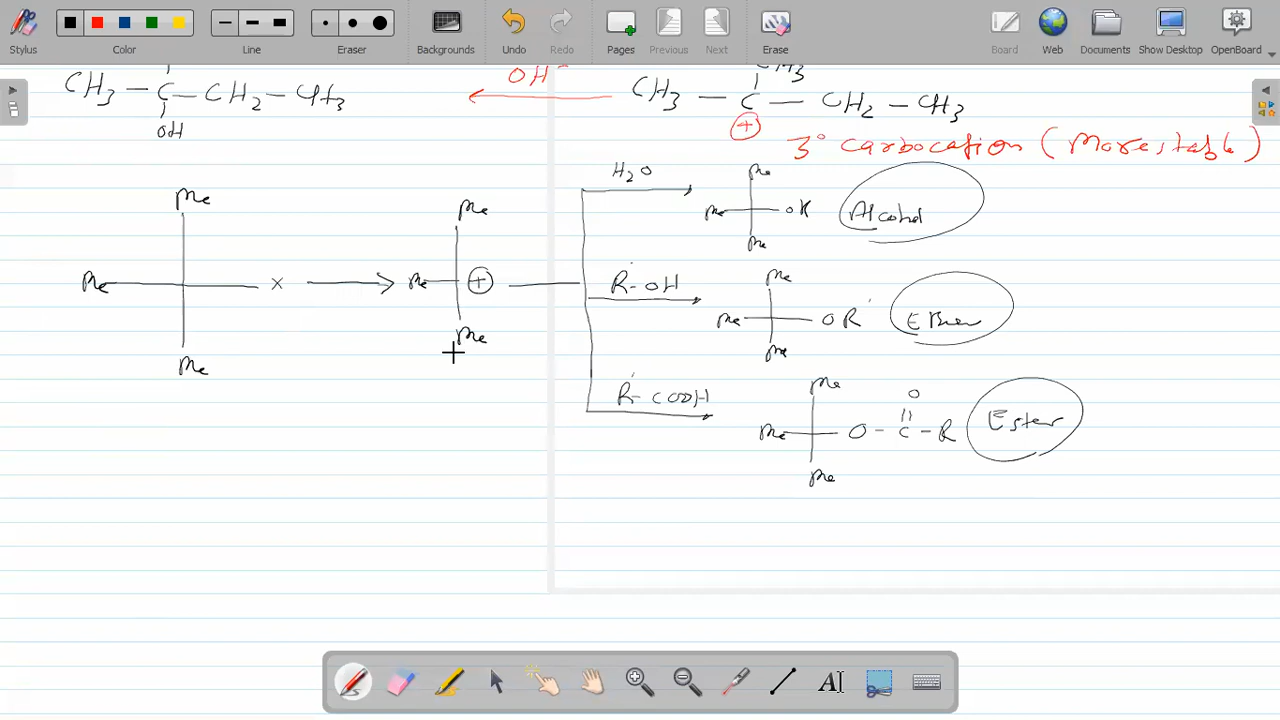 Stylus Color Line Eraser Backgrounds Undo Redo Pages Previous Next Erase Board Web Documents Show Desktop OpenBoard
CH3 — C — CH2 — CH3
OH
OH⁻
CH3
CH3 — C — CH2 — CH3
+
3° carbocation (More stable)
Me
Me x
Me
Me
Me +
Me
H2O
Me
Me OH
Me
Alcohol
R'-OH
Me
Me OR'
Me
Ether
R'-COOH
Me
O
Me O - C - R
Me
Ester